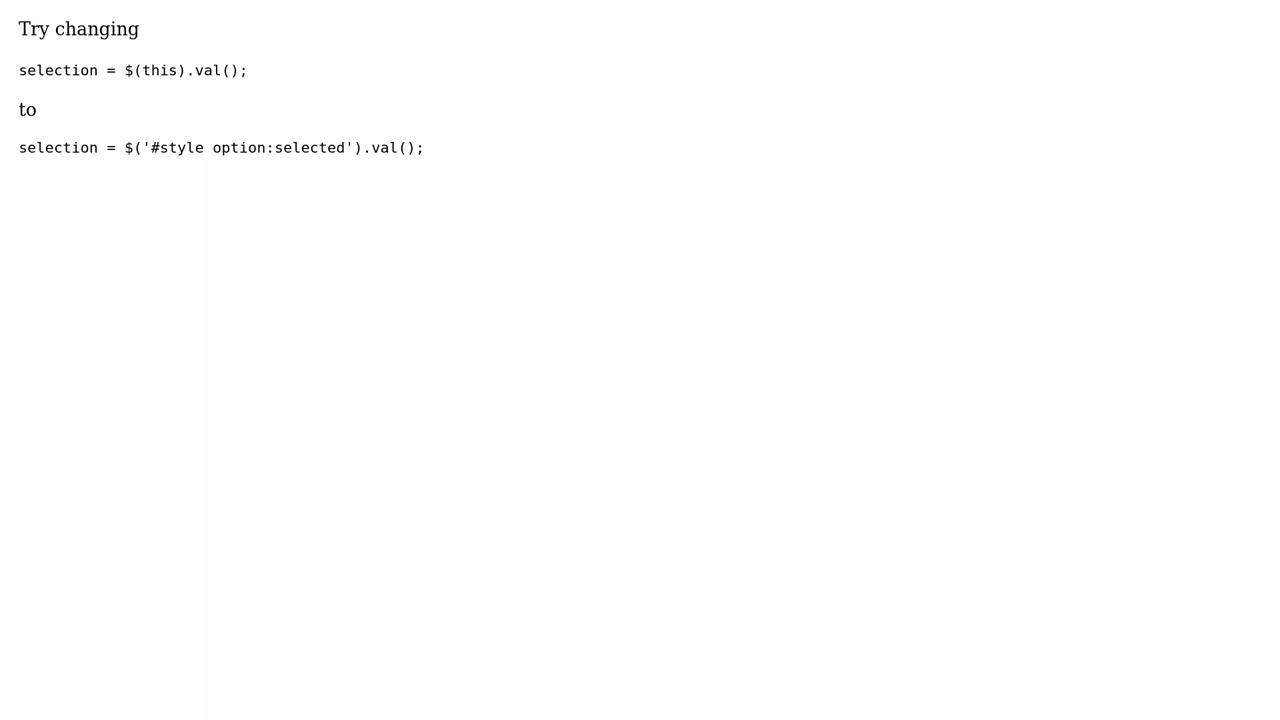 Try changing
selection = $(this).val();
to
selection = $('#style option:selected').val();